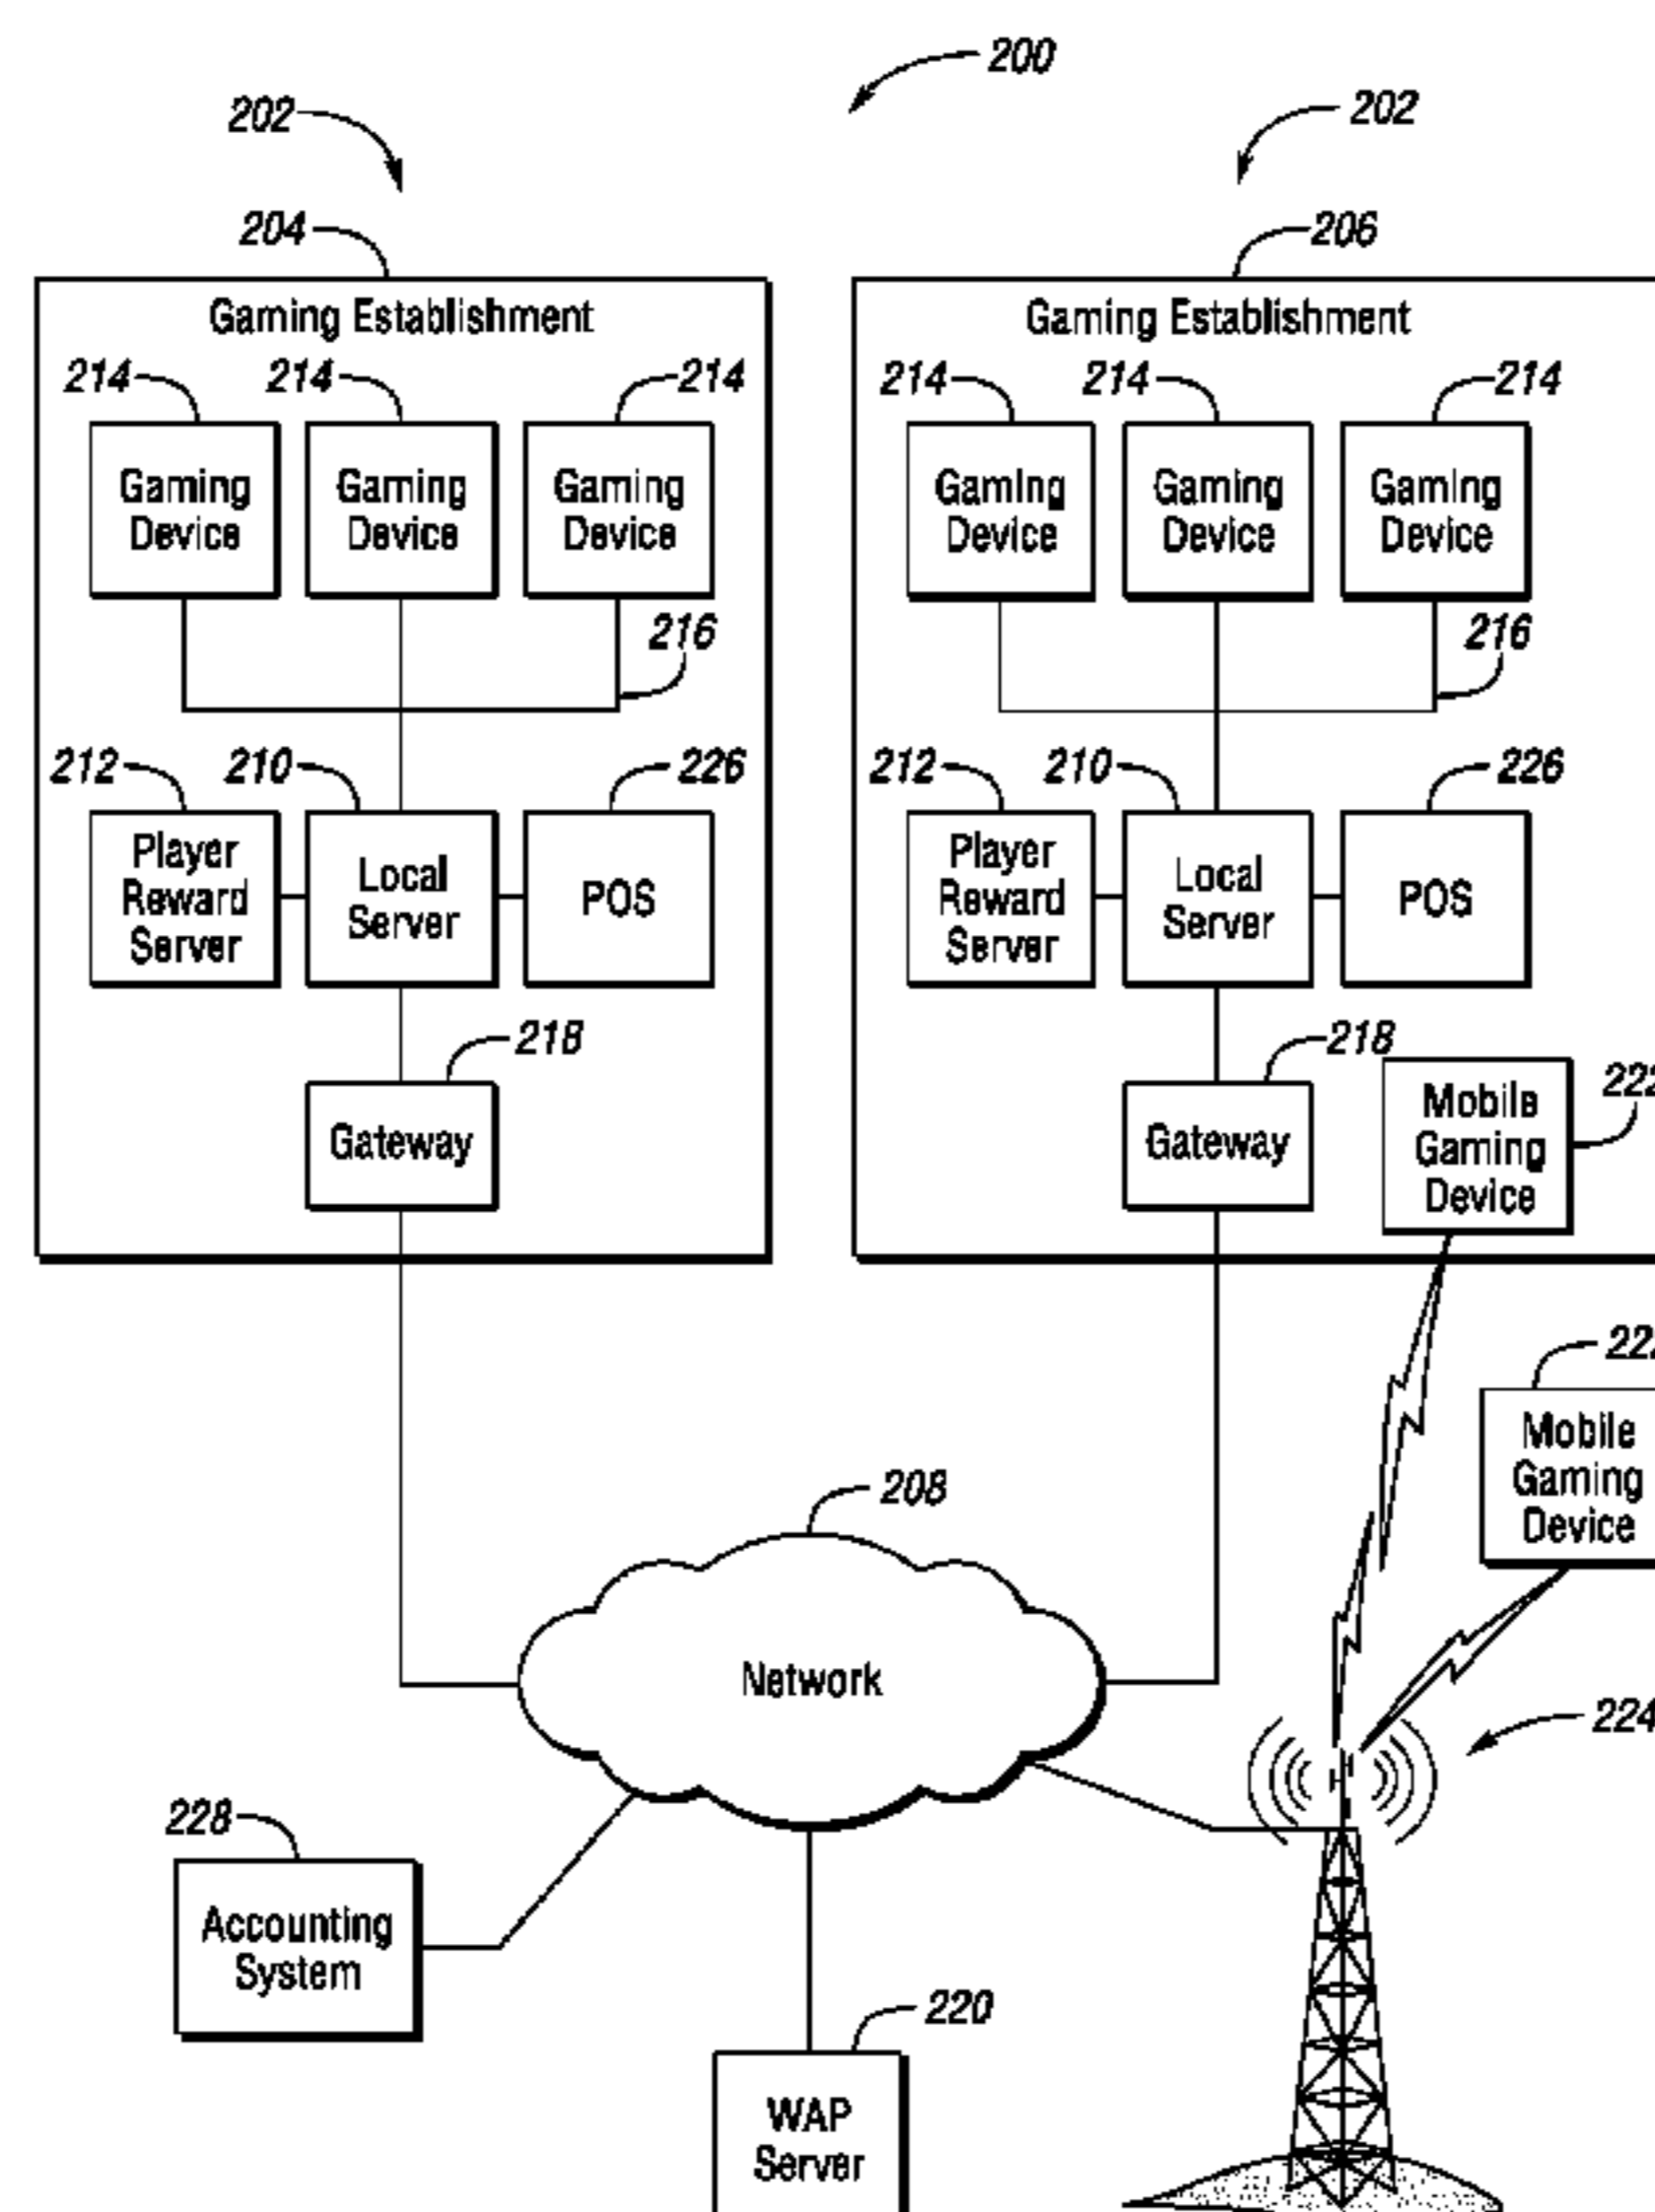 200
202
202
204
206
Gaming Establishment
Gaming Establishment
214
214
214
214
214
214
Gaming
Device
Gaming
Device
Gaming
Device
Gaming
Device
Gaming
Device
Gaming
Device
216
216
212
210
226
212
210
226
Player
Reward
Server
Local
Server
POS
Player
Reward
Server
Local
Server
POS
218
218
Gateway
Gateway
Mobile
Gaming
Device
222
Mobile
Gaming
Device
208
Network
224
228
Accounting
System
220
WAP
Server